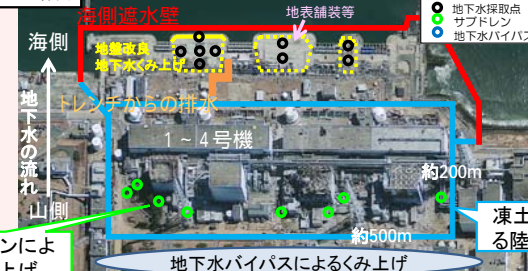 海側遮水壁
地表舗装等
地下水採取点
サブドレン
地下水バイパス
海側
地盤改良
地下水くみ上げ
トレンチからの排水
地下水の流れ
1~4号機
約200m
山側
約500m
凍土
る陸
ンによ
上げ
地下水バイパスによるくみ上げ